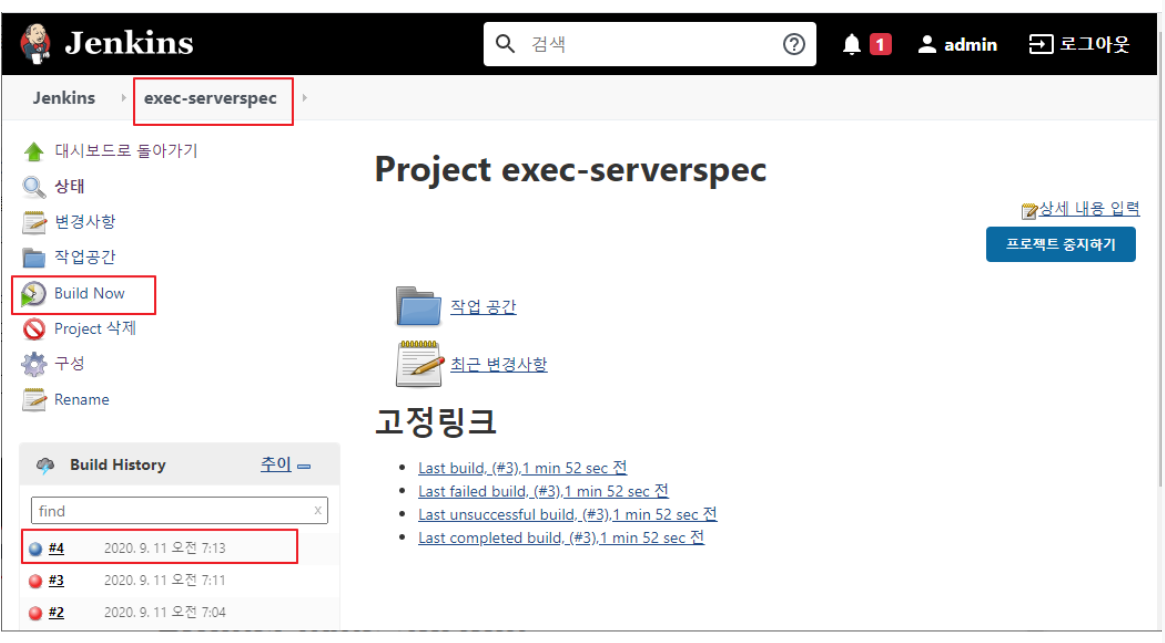 Jenkins
검색
1
admin
로그아웃
Jenkins
exec-serverspec
대시보드로 돌아가기
상태
변경사항
작업공간
Build Now
Project 삭제
구성
Rename
Build History
추이
find
x
#4 2020. 9. 11 오전 7:13
#3 2020. 9. 11 오전 7:11
#2 2020. 9. 11 오전 7:04
Project exec-serverspec
상세 내용 입력
프로젝트 중지하기
작업 공간
최근 변경사항
고정링크
Last build, (#3),1 min 52 sec 전
Last failed build, (#3),1 min 52 sec 전
Last unsuccessful build, (#3),1 min 52 sec 전
Last completed build, (#3),1 min 52 sec 전